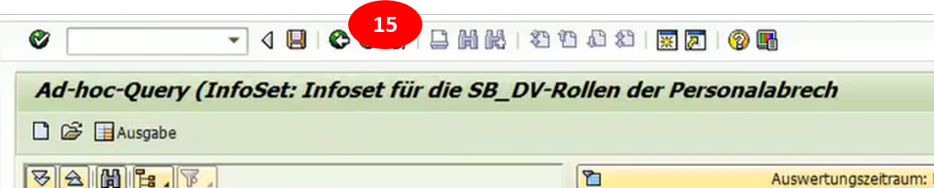 15
Ad-hoc-Query (InfoSet: Infoset für die SB_DV-Rollen der Personalabrech
Ausgabe
Auswertungszeitraum: